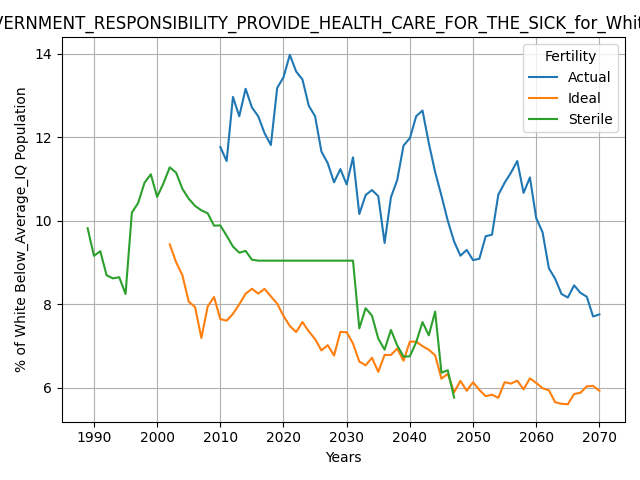 VERNMENT_RESPONSIBILITY_PROVIDE_HEALTH_CARE_FOR_THE_SICK_for_Whit
Fertility
Actual
Ideal
Sterile
% of White Below_Average_IQ Population
14
12
10
8
6
1990 2000 2010 2020 2030 2040 2050 2060 2070
Years